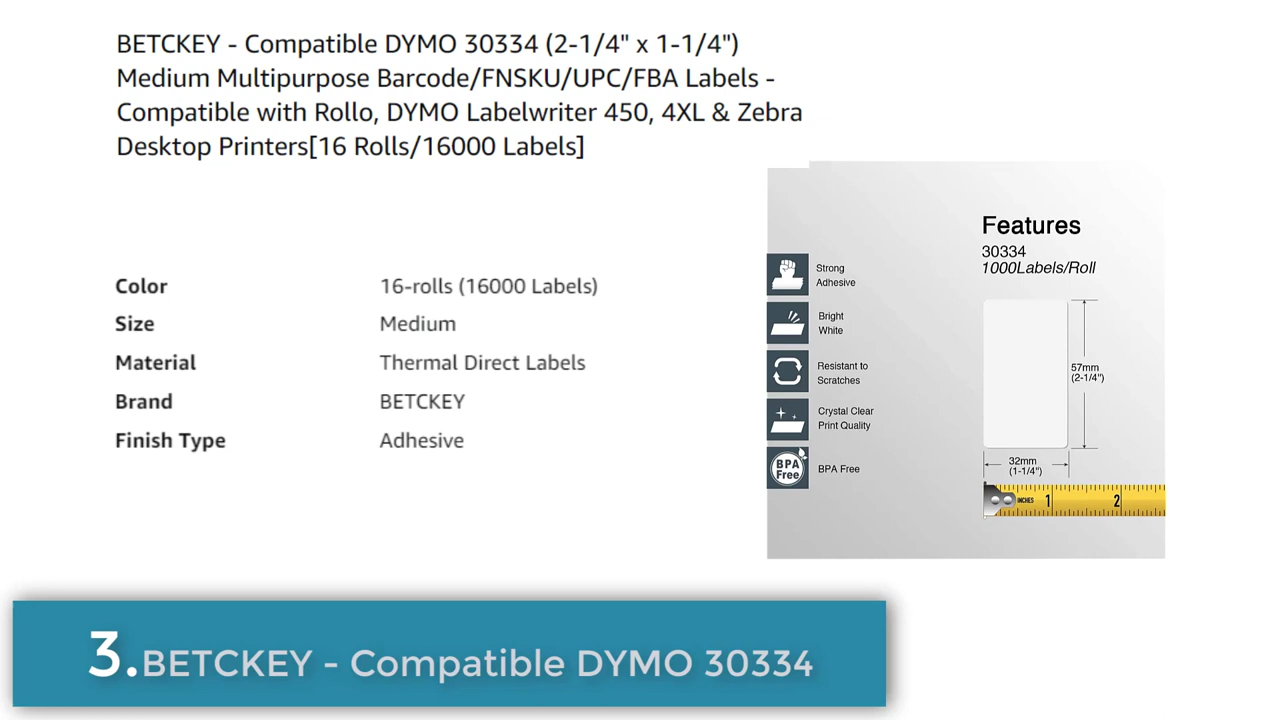 BETCKEY - Compatible DYMO 30334 (2-1/4" x 1-1/4")
Medium Multipurpose Barcode/FNSKU/UPC/FBA Labels -
Compatible with Rollo, DYMO Labelwriter 450, 4XL & Zebra
Desktop Printers[16 Rolls/16000 Labels]
Color 16-rolls (16000 Labels)
Size Medium
Material Thermal Direct Labels
Brand BETCKEY
Finish Type Adhesive
Features
30334
1000Labels/Roll
Strong
Adhesive
Bright
White
Resistant to
Scratches
Crystal Clear
Print Quality
BPA
Free
BPA Free
57mm
(2-1/4")
32mm
(1-1/4")
INCHES 1 2
3.BETCKEY - Compatible DYMO 30334